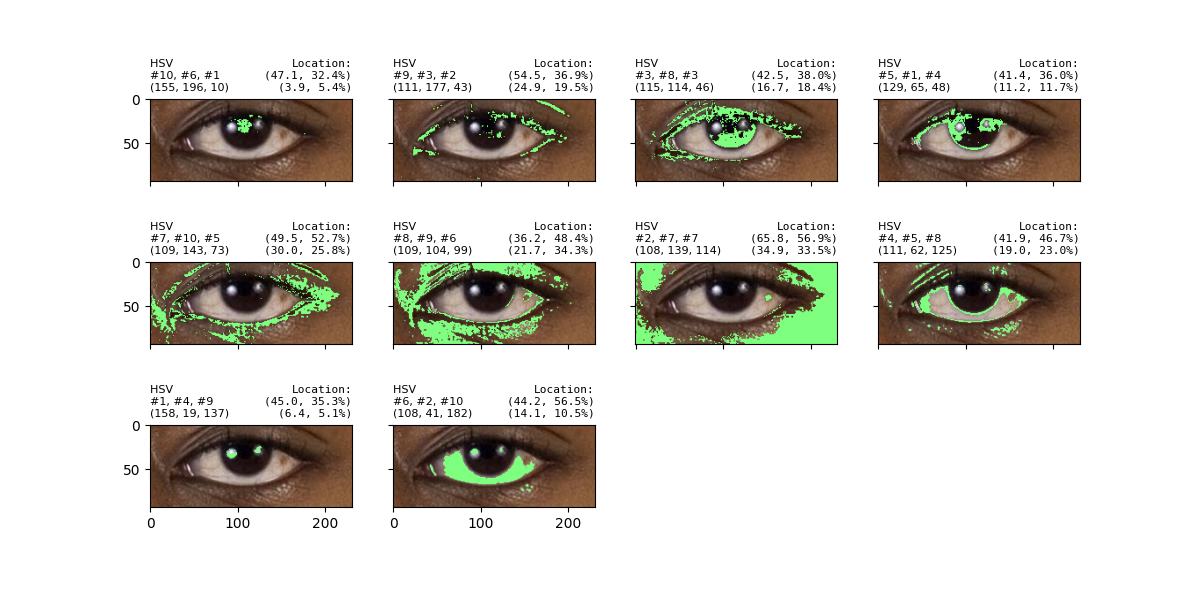 HSV Location:
#10, #6, #1 (47.1, 32.4%)
(155, 196, 10) (3.9, 5.4%)
HSV Location:
#9, #3, #2 (54.5, 36.9%)
(111, 177, 43) (24.9, 19.5%)
HSV Location:
#3, #8, #3 (42.5, 38.0%)
(115, 114, 46) (16.7, 18.4%)
HSV Location:
#5, #1, #4 (41.4, 36.0%)
(129, 65, 48) (11.2, 11.7%)
0
50
HSV Location:
#7, #10, #5 (49.5, 52.7%)
(109, 143, 73) (30.0, 25.8%)
HSV Location:
#8, #9, #6 (36.2, 48.4%)
(109, 104, 99) (21.7, 34.3%)
HSV Location:
#2, #7, #7 (65.8, 56.9%)
(108, 139, 114) (34.9, 33.5%)
HSV Location:
#4, #5, #8 (41.9, 46.7%)
(111, 62, 125) (19.0, 23.0%)
0
50
HSV Location:
#1, #4, #9 (45.0, 35.3%)
(158, 19, 137) (6.4, 5.1%)
HSV Location:
#6, #2, #10 (44.2, 56.5%)
(108, 41, 182) (14.1, 10.5%)
0
50
0 100 200
0 100 200